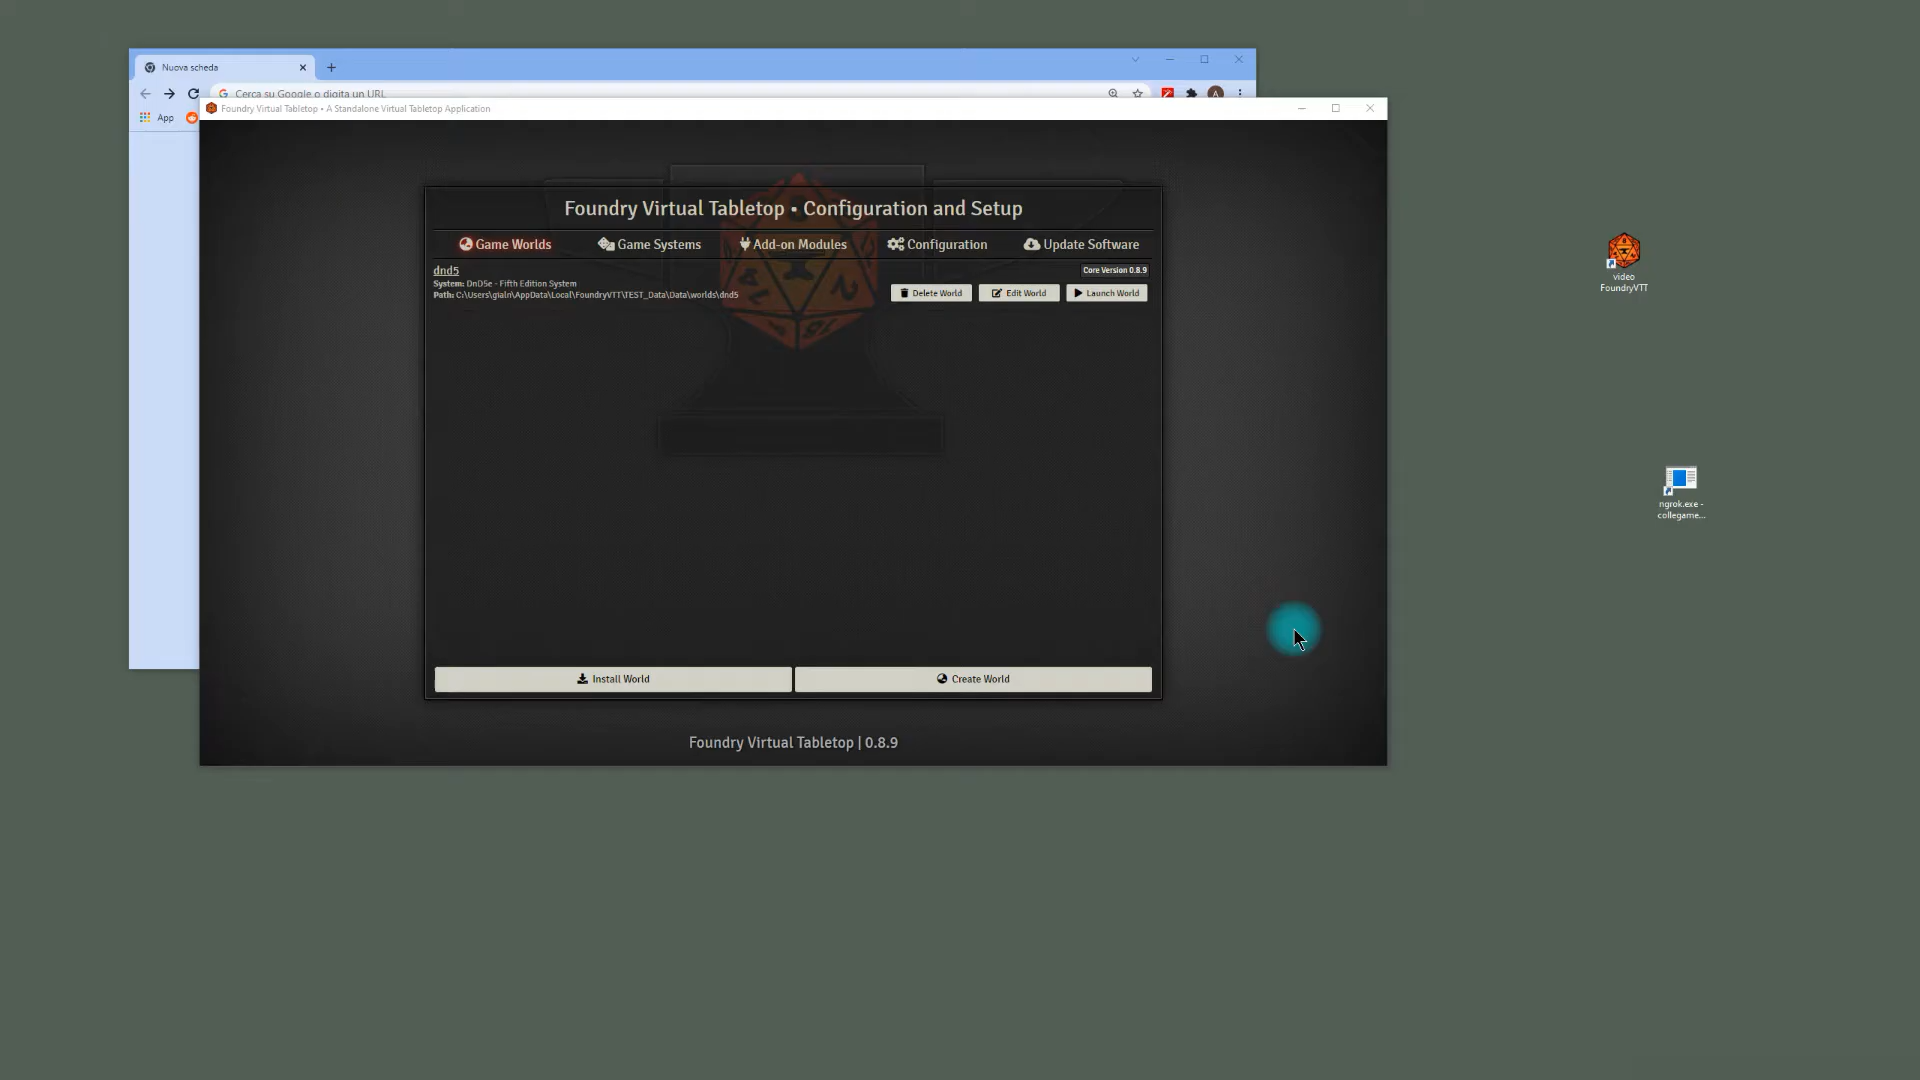 Nuova scheda
Cerca su Google o digita un URL
App
A
Foundry Virtual Tabletop • A Standalone Virtual Tabletop Application
Foundry Virtual Tabletop • Configuration and Setup
Game Worlds
Game Systems
Add-on Modules
Configuration
Update Software
dnd5
Core Version 0.8.9
System: DnD5e - Fifth Edition System
Path: C:\Users\gialn\AppData\Local\FoundryVTT\TEST_Data\Data\worlds\dnd5
Delete World
Edit World
Launch World
Install World
Create World
Foundry Virtual Tabletop | 0.8.9
video
FoundryVTT
ngrok.exe -
collegame...